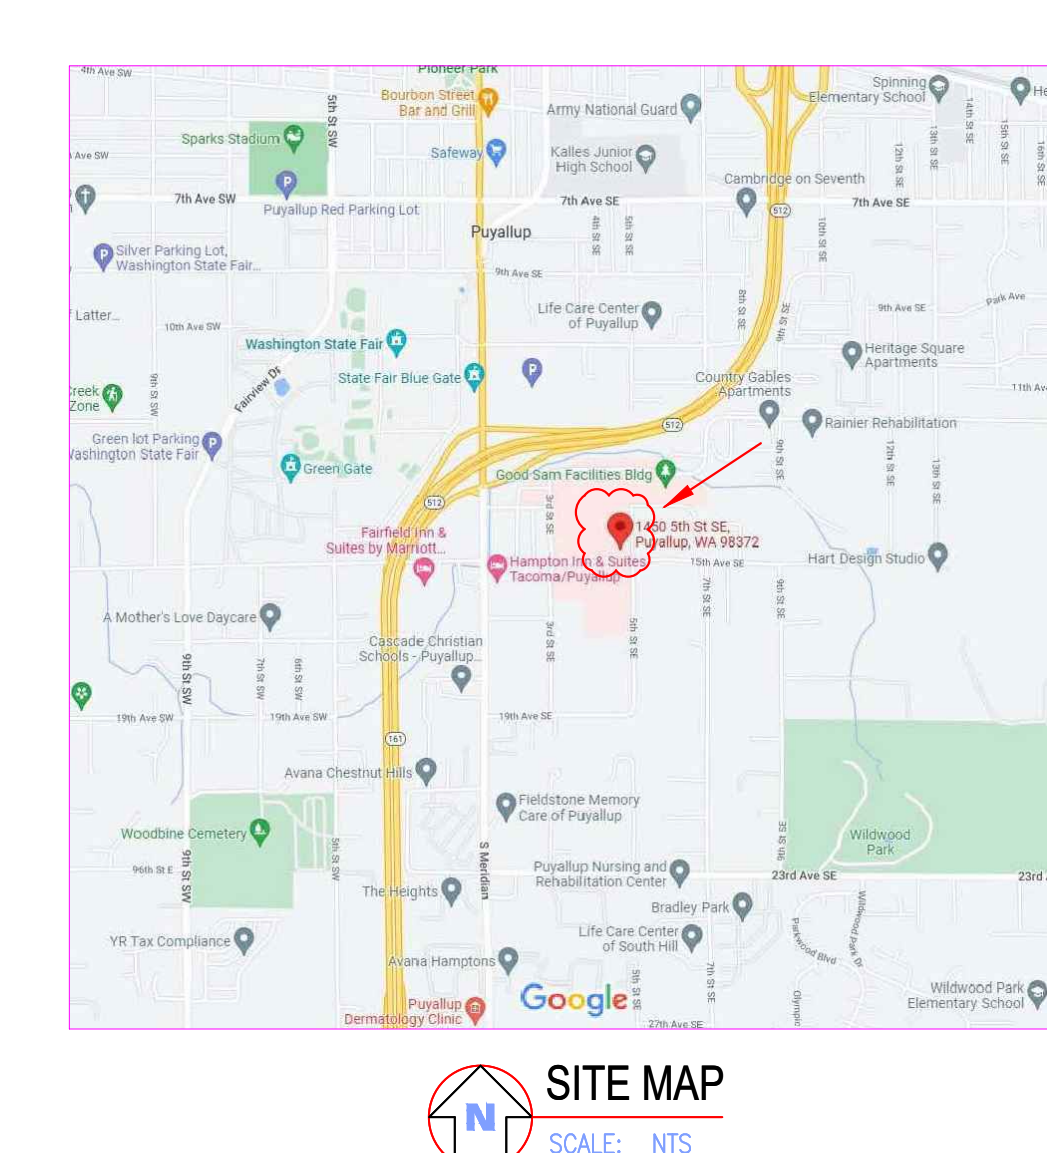 4th Ave SW
Pioneer Park
Bourbon Street
Bar and Grill
Army National Guard
Spinning
Elementary School
He
5th St SW
Sparks Stadium
Safeway
Kalles Junior
High School
14th St SE
15th St SE
13th St SE
12th St SE
16th St SE
Ave SW
Cambridge on Seventh
7th Ave SW
Puyallup Red Parking Lot
7th Ave SE
512
7th Ave SE
Puyallup
4th St SE
5th St SE
10th St SE
Silver Parking Lot,
Washington State Fair...
9th Ave SE
Park Ave
Latter...
Life Care Center
of Puyallup
8th St SE
9th St SE
9th Ave SE
10th Ave SW
Washington State Fair
Heritage Square
Apartments
State Fair Blue Gate
Country Gables
Apartments
11th Av
Creek
Zone
9th St SW
Fairview Dr
Rainier Rehabilitation
512
Green lot Parking
Washington State Fair
Green Gate
9th St SE
12th St SE
13th St SE
Good Sam Facilities Bldg
512
3rd St SE
1450 5th St SE,
Puyallup, WA 98372
Fairfield Inn &
Suites by Marriott...
Hampton Inn & Suites
Tacoma/Puyallup
15th Ave SE
Hart Design Studio
7th St SE
9th St SE
A Mother's Love Daycare
Cascade Christian
Schools - Puyallup...
3rd St SE
5th St SE
9th St SW
7th St SW
6th St SW
19th Ave SW
19th Ave SW
19th Ave SE
161
Avana Chestnut Hills
Fieldstone Memory
Care of Puyallup
Woodbine Cemetery
Wildwood
Park
9th St SE
96th St E
9th St SW
5th St SW
S Meridian
Puyallup Nursing and
Rehabilitation Center
23rd Ave SE
23rd
The Heights
Bradley Park
Wildwood Park Dr
Parkwood Blvd
YR Tax Compliance
Life Care Center
of South Hill
Avana Hamptons
7th St SE
5th St SE
Olympic
Wildwood Park
Elementary School
Google
Puyallup
Dermatology Clinic
27th Ave SE
SITE MAP
N
SCALE: NTS